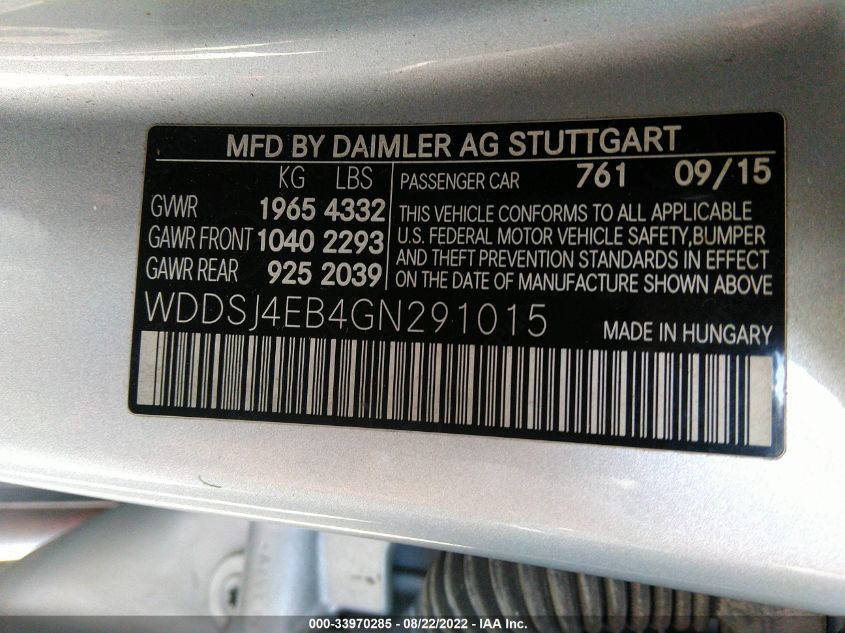 MFD BY DAIMLER AG STUTTGART
KG LBS
GVWR 1965 4332
GAWR FRONT 1040 2293
GAWR REAR 925 2039
PASSENGER CAR 761 09/15
THIS VEHICLE CONFORMS TO ALL APPLICABLE
U.S. FEDERAL MOTOR VEHICLE SAFETY,BUMPER
AND THEFT PREVENTION STANDARDS IN EFFECT
ON THE DATE OF MANUFACTURE SHOWN ABOVE
WDDSJ4EB4GN291015
MADE IN HUNGARY
000-33970285 - 08/22/2022 - IAA Inc.